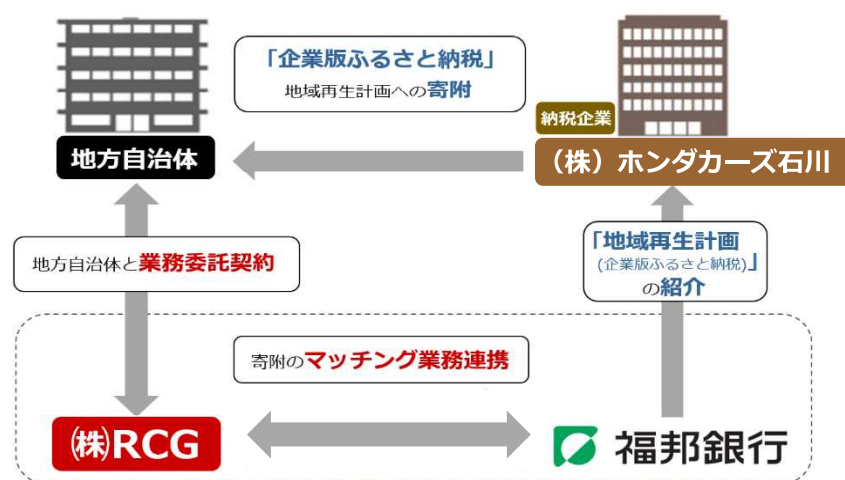 「企業版ふるさと納税」
地域再生計画への寄附
納税企業
地方自治体
（株）ホンダカーズ石川
地方自治体と業務委託契約
「地域再生計画
(企業版ふるさと納税)」
の紹介
寄附のマッチング業務連携
㈱RCG
福邦銀行